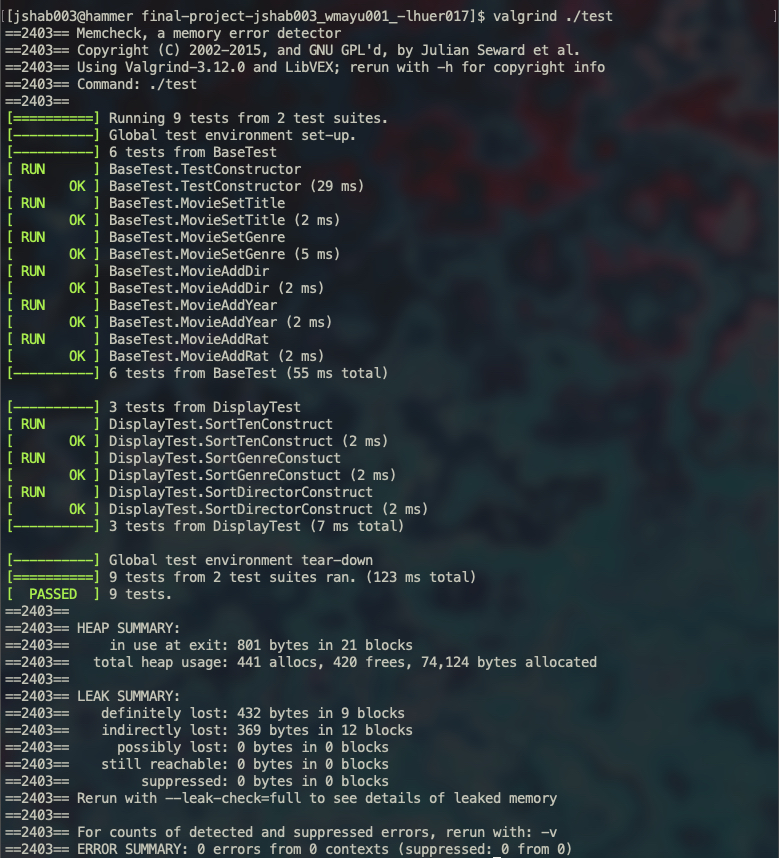 [[jshab003@hammer final-project-jshab003_wmayu001_-lhuer017]$ valgrind ./test
==2403== Memcheck, a memory error detector
==2403== Copyright (C) 2002-2015, and GNU GPL'd, by Julian Seward et al.
==2403== Using Valgrind-3.12.0 and LibVEX; rerun with -h for copyright info
==2403== Command: ./test
==2403==
[==========] Running 9 tests from 2 test suites.
[----------] Global test environment set-up.
[----------] 6 tests from BaseTest
[ RUN      ] BaseTest.TestConstructor
[       OK ] BaseTest.TestConstructor (29 ms)
[ RUN      ] BaseTest.MovieSetTitle
[       OK ] BaseTest.MovieSetTitle (2 ms)
[ RUN      ] BaseTest.MovieSetGenre
[       OK ] BaseTest.MovieSetGenre (5 ms)
[ RUN      ] BaseTest.MovieAddDir
[       OK ] BaseTest.MovieAddDir (2 ms)
[ RUN      ] BaseTest.MovieAddYear
[       OK ] BaseTest.MovieAddYear (2 ms)
[ RUN      ] BaseTest.MovieAddRat
[       OK ] BaseTest.MovieAddRat (2 ms)
[----------] 6 tests from BaseTest (55 ms total)

[----------] 3 tests from DisplayTest
[ RUN      ] DisplayTest.SortTenConstruct
[       OK ] DisplayTest.SortTenConstruct (2 ms)
[ RUN      ] DisplayTest.SortGenreConstuct
[       OK ] DisplayTest.SortGenreConstuct (2 ms)
[ RUN      ] DisplayTest.SortDirectorConstruct
[       OK ] DisplayTest.SortDirectorConstruct (2 ms)
[----------] 3 tests from DisplayTest (7 ms total)

[----------] Global test environment tear-down
[==========] 9 tests from 2 test suites ran. (123 ms total)
[  PASSED  ] 9 tests.
==2403==
==2403== HEAP SUMMARY:
==2403==     in use at exit: 801 bytes in 21 blocks
==2403==   total heap usage: 441 allocs, 420 frees, 74,124 bytes allocated
==2403==
==2403== LEAK SUMMARY:
==2403==    definitely lost: 432 bytes in 9 blocks
==2403==    indirectly lost: 369 bytes in 12 blocks
==2403==      possibly lost: 0 bytes in 0 blocks
==2403==    still reachable: 0 bytes in 0 blocks
==2403==         suppressed: 0 bytes in 0 blocks
==2403== Rerun with --leak-check=full to see details of leaked memory
==2403==
==2403== For counts of detected and suppressed errors, rerun with: -v
==2403== ERROR SUMMARY: 0 errors from 0 contexts (suppressed: 0 from 0)